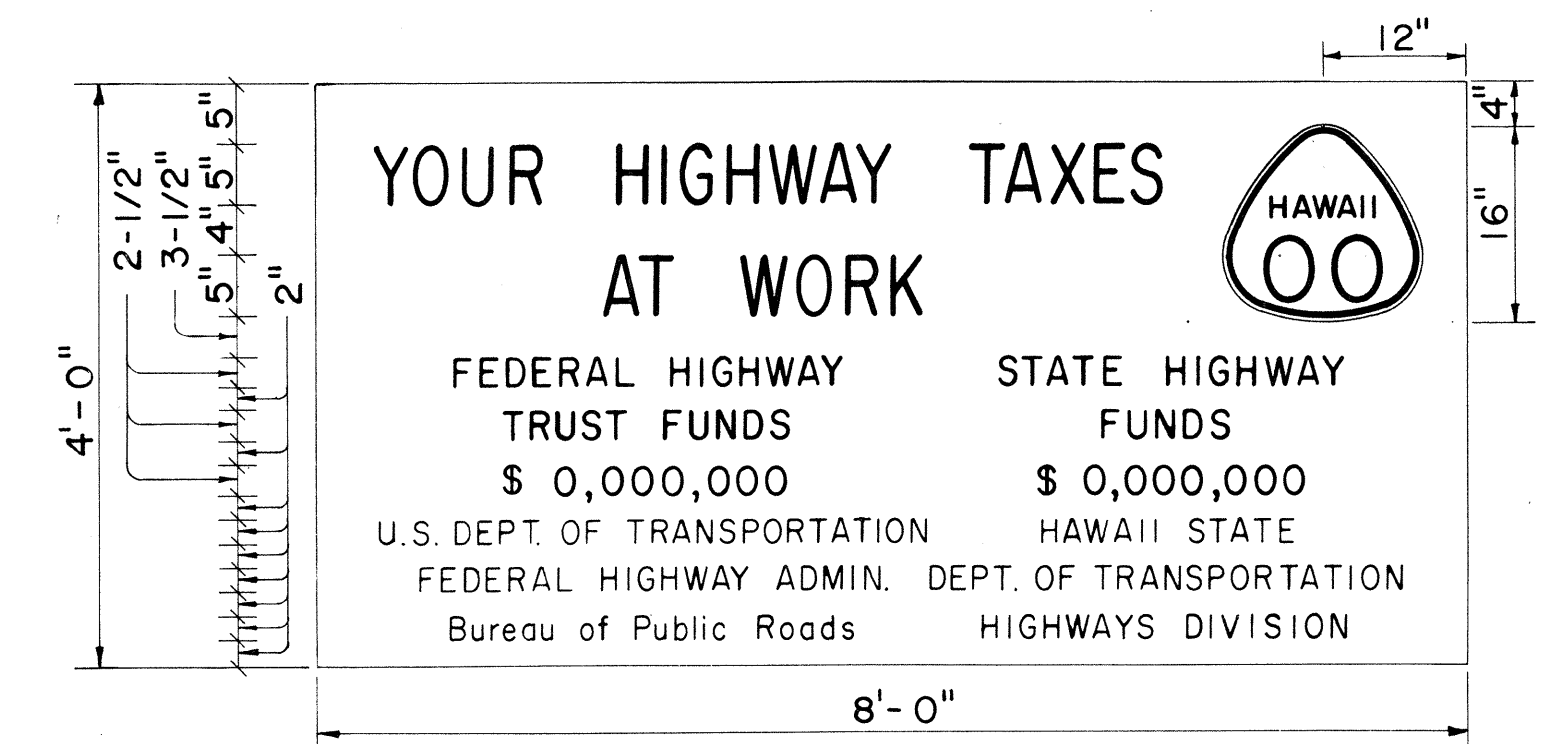 12"
4"
16"
5"
5"
4"
5"
2-1/2"
3-1/2"
2"
4'-0"
YOUR HIGHWAY TAXES
AT WORK
HAWAII
00
FEDERAL HIGHWAY
TRUST FUNDS
$ 0,000,000
U.S. DEPT. OF TRANSPORTATION
FEDERAL HIGHWAY ADMIN.
Bureau of Public Roads
STATE HIGHWAY
FUNDS
$ 0,000,000
HAWAII STATE
DEPT. OF TRANSPORTATION
HIGHWAYS DIVISION
8'-0"